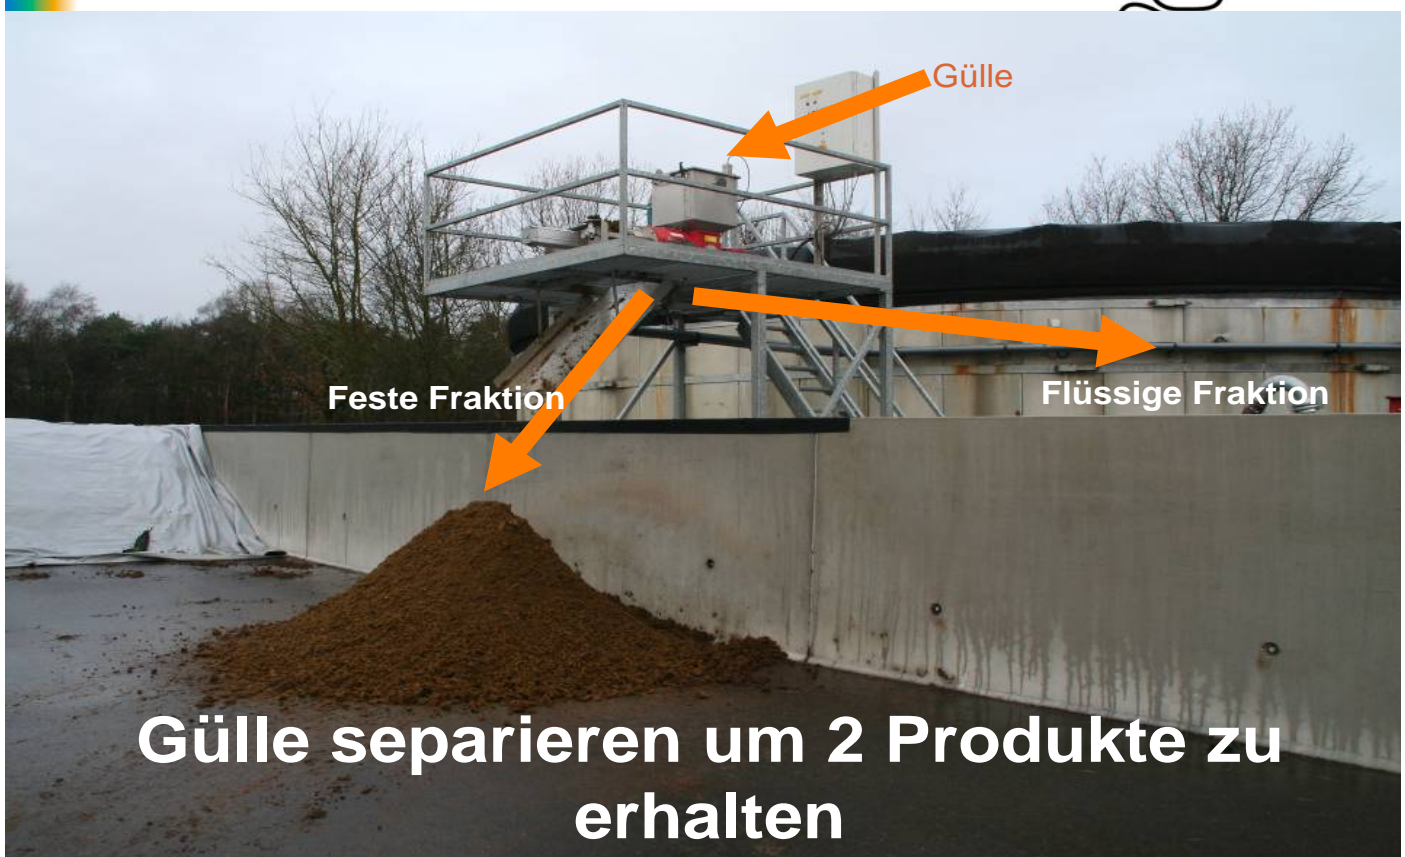 Gülle
Feste Fraktion
Flüssige Fraktion
Gülle separieren um 2 Produkte zu
erhalten